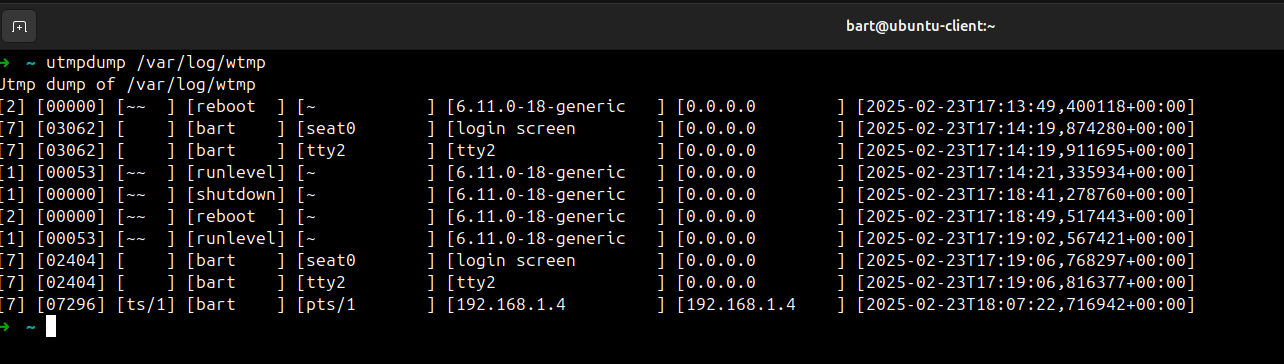 bart@ubuntu-client:~
→ ~ utmpdump /var/log/wtmp
Utmp dump of /var/log/wtmp
[2] [00000] [~~  ] [reboot  ] [~           ] [6.11.0-18-generic   ] [0.0.0.0        ] [2025-02-23T17:13:49,400118+00:00]
[7] [03062] [    ] [bart    ] [seat0       ] [login screen        ] [0.0.0.0        ] [2025-02-23T17:14:19,874280+00:00]
[7] [03062] [    ] [bart    ] [tty2        ] [tty2                ] [0.0.0.0        ] [2025-02-23T17:14:19,911695+00:00]
[1] [00053] [~~  ] [runlevel] [~           ] [6.11.0-18-generic   ] [0.0.0.0        ] [2025-02-23T17:14:21,335934+00:00]
[1] [00000] [~~  ] [shutdown] [~           ] [6.11.0-18-generic   ] [0.0.0.0        ] [2025-02-23T17:18:41,278760+00:00]
[2] [00000] [~~  ] [reboot  ] [~           ] [6.11.0-18-generic   ] [0.0.0.0        ] [2025-02-23T17:18:49,517443+00:00]
[1] [00053] [~~  ] [runlevel] [~           ] [6.11.0-18-generic   ] [0.0.0.0        ] [2025-02-23T17:19:02,567421+00:00]
[7] [02404] [    ] [bart    ] [seat0       ] [login screen        ] [0.0.0.0        ] [2025-02-23T17:19:06,768297+00:00]
[7] [02404] [    ] [bart    ] [tty2        ] [tty2                ] [0.0.0.0        ] [2025-02-23T17:19:06,816377+00:00]
[7] [07296] [ts/1] [bart    ] [pts/1       ] [192.168.1.4         ] [192.168.1.4    ] [2025-02-23T18:07:22,716942+00:00]
→ ~